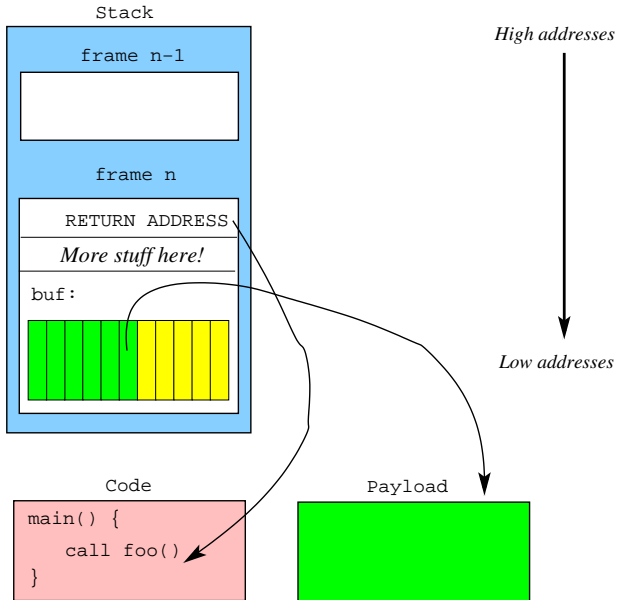 Stack
High addresses
frame n-1
frame n
RETURN ADDRESS
More stuff here!
buf:
Low addresses
Code
Payload
main() {
call foo()
}